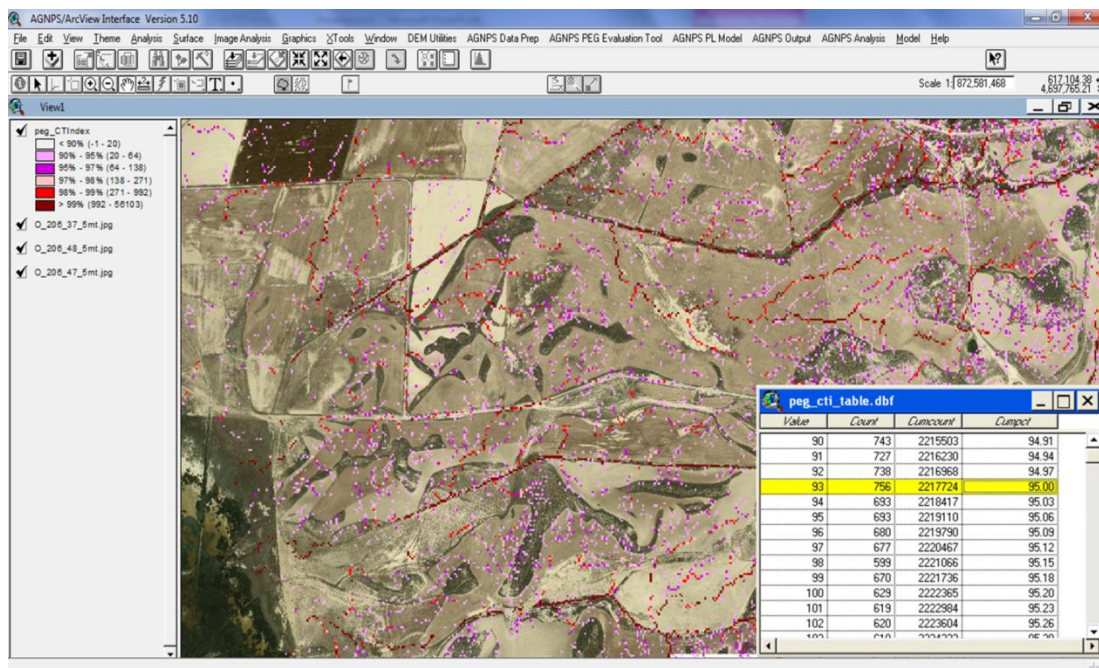 AGNPS/ArcView Interface Version 5.10
File Edit View Theme Analysis Surface Image Analysis Graphics XTools Window DEM Utilities AGNPS Data Prep AGNPS PEG Evaluation Tool AGNPS PL Model AGNPS Output AGNPS Analysis Model Help
T
Scale 1: 872,581,468
617,104.38
4,697,765.21
View1
peg_CTIndex
< 90% (-1 - 20)
90% - 95% (20 - 64)
95% - 97% (64 - 138)
97% - 98% (138 - 271)
98% - 99% (271 - 992)
> 99% (992 - 56103)
O_206_37_5mt.jpg
O_206_48_5mt.jpg
O_206_47_5mt.jpg
peg_cti_table.dbf
Value Count Cumcount Cumpct
90 743 2215503 94.91
91 727 2216230 94.94
92 738 2216968 94.97
93 756 2217724 95.00
94 693 2218417 95.03
95 693 2219110 95.06
96 680 2219790 95.09
97 677 2220467 95.12
98 599 2221066 95.15
99 670 2221736 95.18
100 629 2222365 95.20
101 619 2222984 95.23
102 620 2223604 95.26